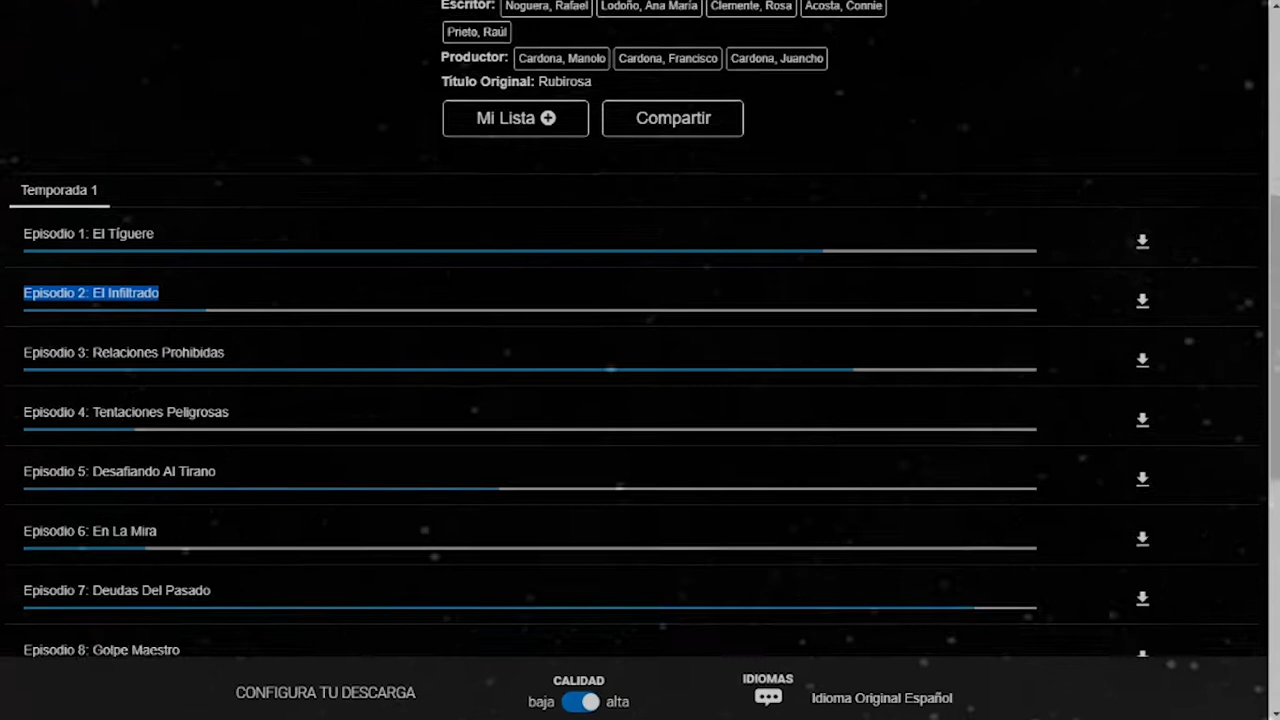 Escritor: Noguera, Rafael Lodoño, Ana María Clemente, Rosa Acosta, Connie
Prieto, Raúl
Productor: Cardona, Manolo Cardona, Francisco Cardona, Juancho
Título Original: Rubirosa
Mi Lista Compartir
Temporada 1
Episodio 1: El Tíguere
Episodio 2: El Infiltrado
Episodio 3: Relaciones Prohibidas
Episodio 4: Tentaciones Peligrosas
Episodio 5: Desafiando Al Tirano
Episodio 6: En La Mira
Episodio 7: Deudas Del Pasado
Episodio 8: Golpe Maestro
CONFIGURA TU DESCARGA
CALIDAD
baja alta
IDIOMAS
Idioma Original Español